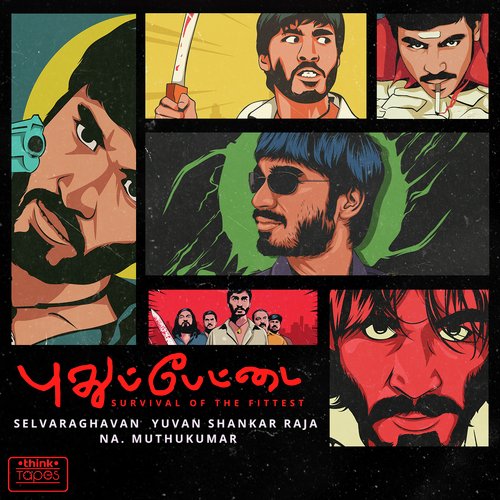 புதுப்பேட்டை
SURVIVAL OF THE FITTEST
SELVARAGHAVAN YUVAN SHANKAR RAJA
NA. MUTHUKUMAR
think
TAPES